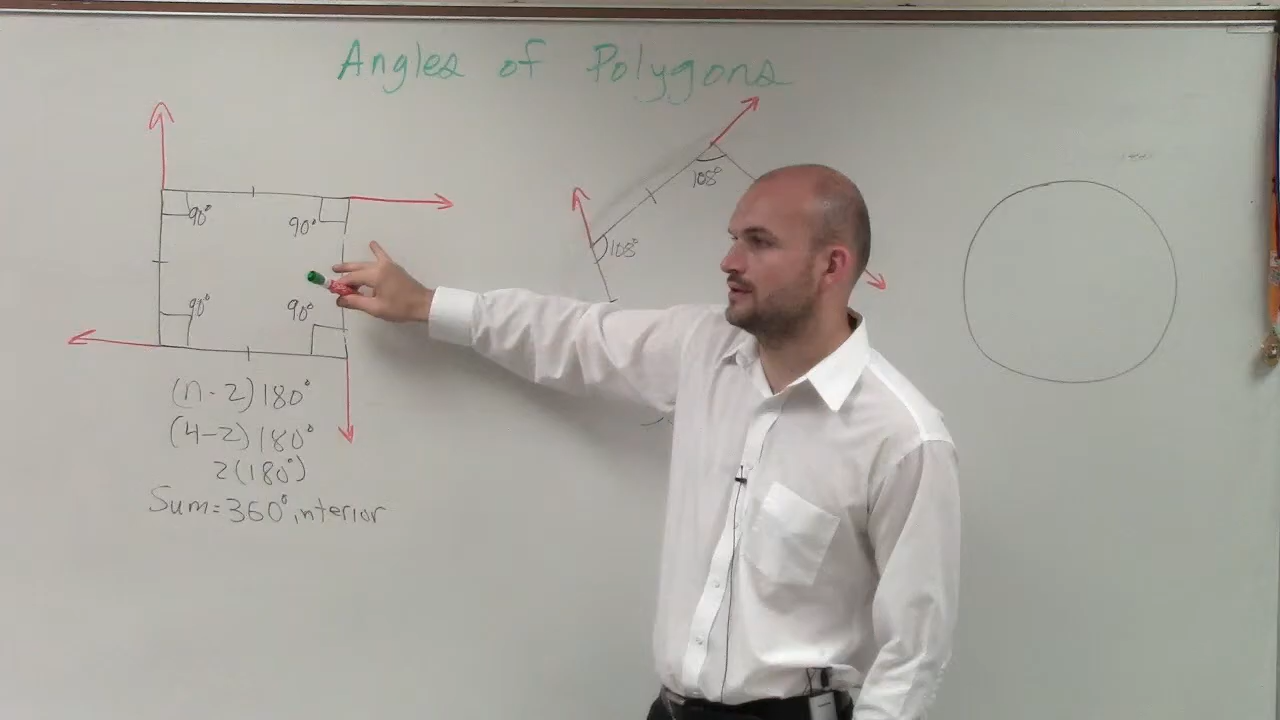 Angles of Polygons
90°
90°
90°
90°
108°
108°
(n-2)180°
(4-2)180°
2(180°)
Sum=360° interior